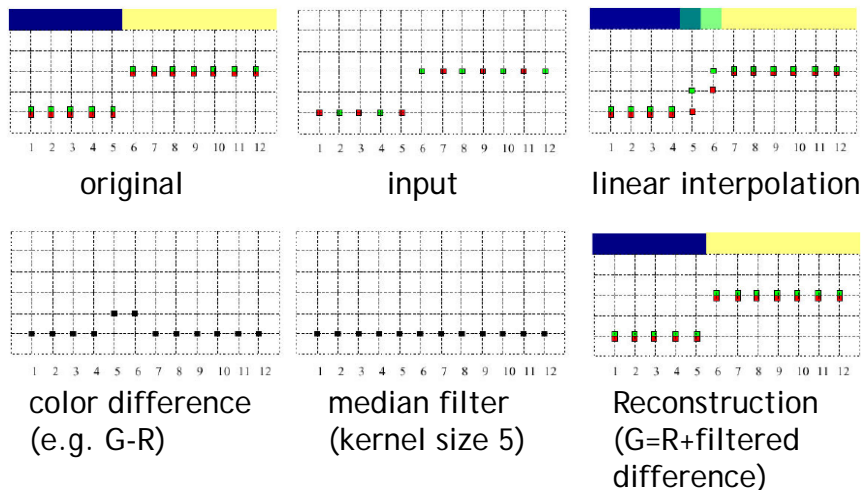 1 2 3 4 5 6 7 8 9 10 11 12
1 2 3 4 5 6 7 8 9 10 11 12
1 2 3 4 5 6 7 8 9 10 11 12
original
input
linear interpolation
1 2 3 4 5 6 7 8 9 10 11 12
1 2 3 4 5 6 7 8 9 10 11 12
1 2 3 4 5 6 7 8 9 10 11 12
color difference
(e.g. G-R)
median filter
(kernel size 5)
Reconstruction
(G=R+filtered
difference)